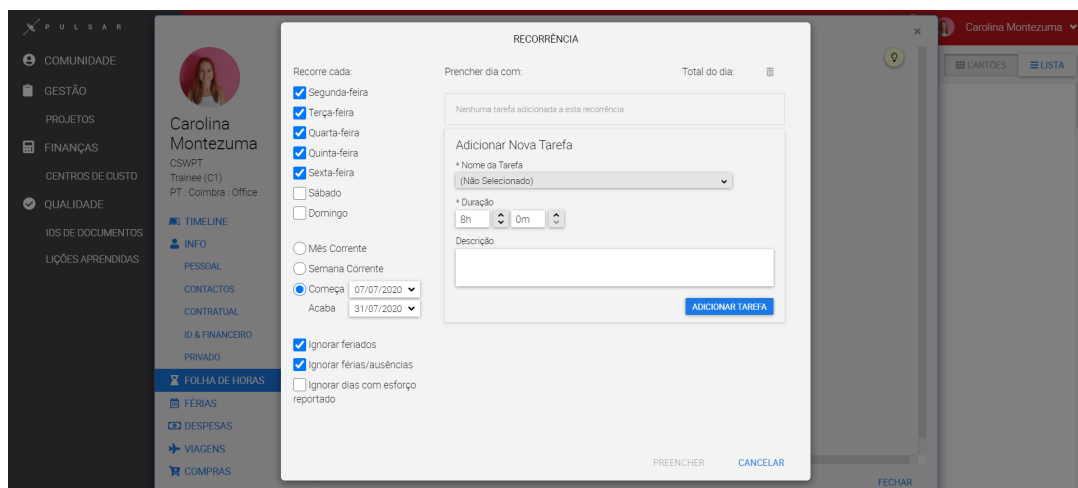 PULSAR
COMUNIDADE
GESTÃO
PROJETOS
FINANÇAS
CENTROS DE CUSTO
QUALIDADE
IDS DE DOCUMENTOS
LIÇÕES APRENDIDAS
Carolina
Montezuma
CSWPT
Trainee (C1)
PT : Coimbra : Office
TIMELINE
INFO
PESSOAL
CONTACTOS
CONTRATUAL
ID & FINANCEIRO
PRIVADO
FOLHA DE HORAS
FÉRIAS
DESPESAS
VIAGENS
COMPRAS
RECORRÊNCIA
Recorre cada:
Segunda-feira
Terça-feira
Quarta-feira
Quinta-feira
Sexta-feira
Sábado
Domingo
Mês Corrente
Semana Corrente
Começa 07/07/2020
Acaba 31/07/2020
Ignorar feriados
Ignorar férias/ausências
Ignorar dias com esforço
reportado
Prencher dia com: Total do dia:
Nenhuma tarefa adicionada a esta recorrência
Adicionar Nova Tarefa
* Nome da Tarefa
(Não Selecionado)
* Duração
8h 0m
Descrição
ADICIONAR TAREFA
PREENCHER CANCELAR
×
Carolina Montezuma
CARTÕES LISTA
FECHAR